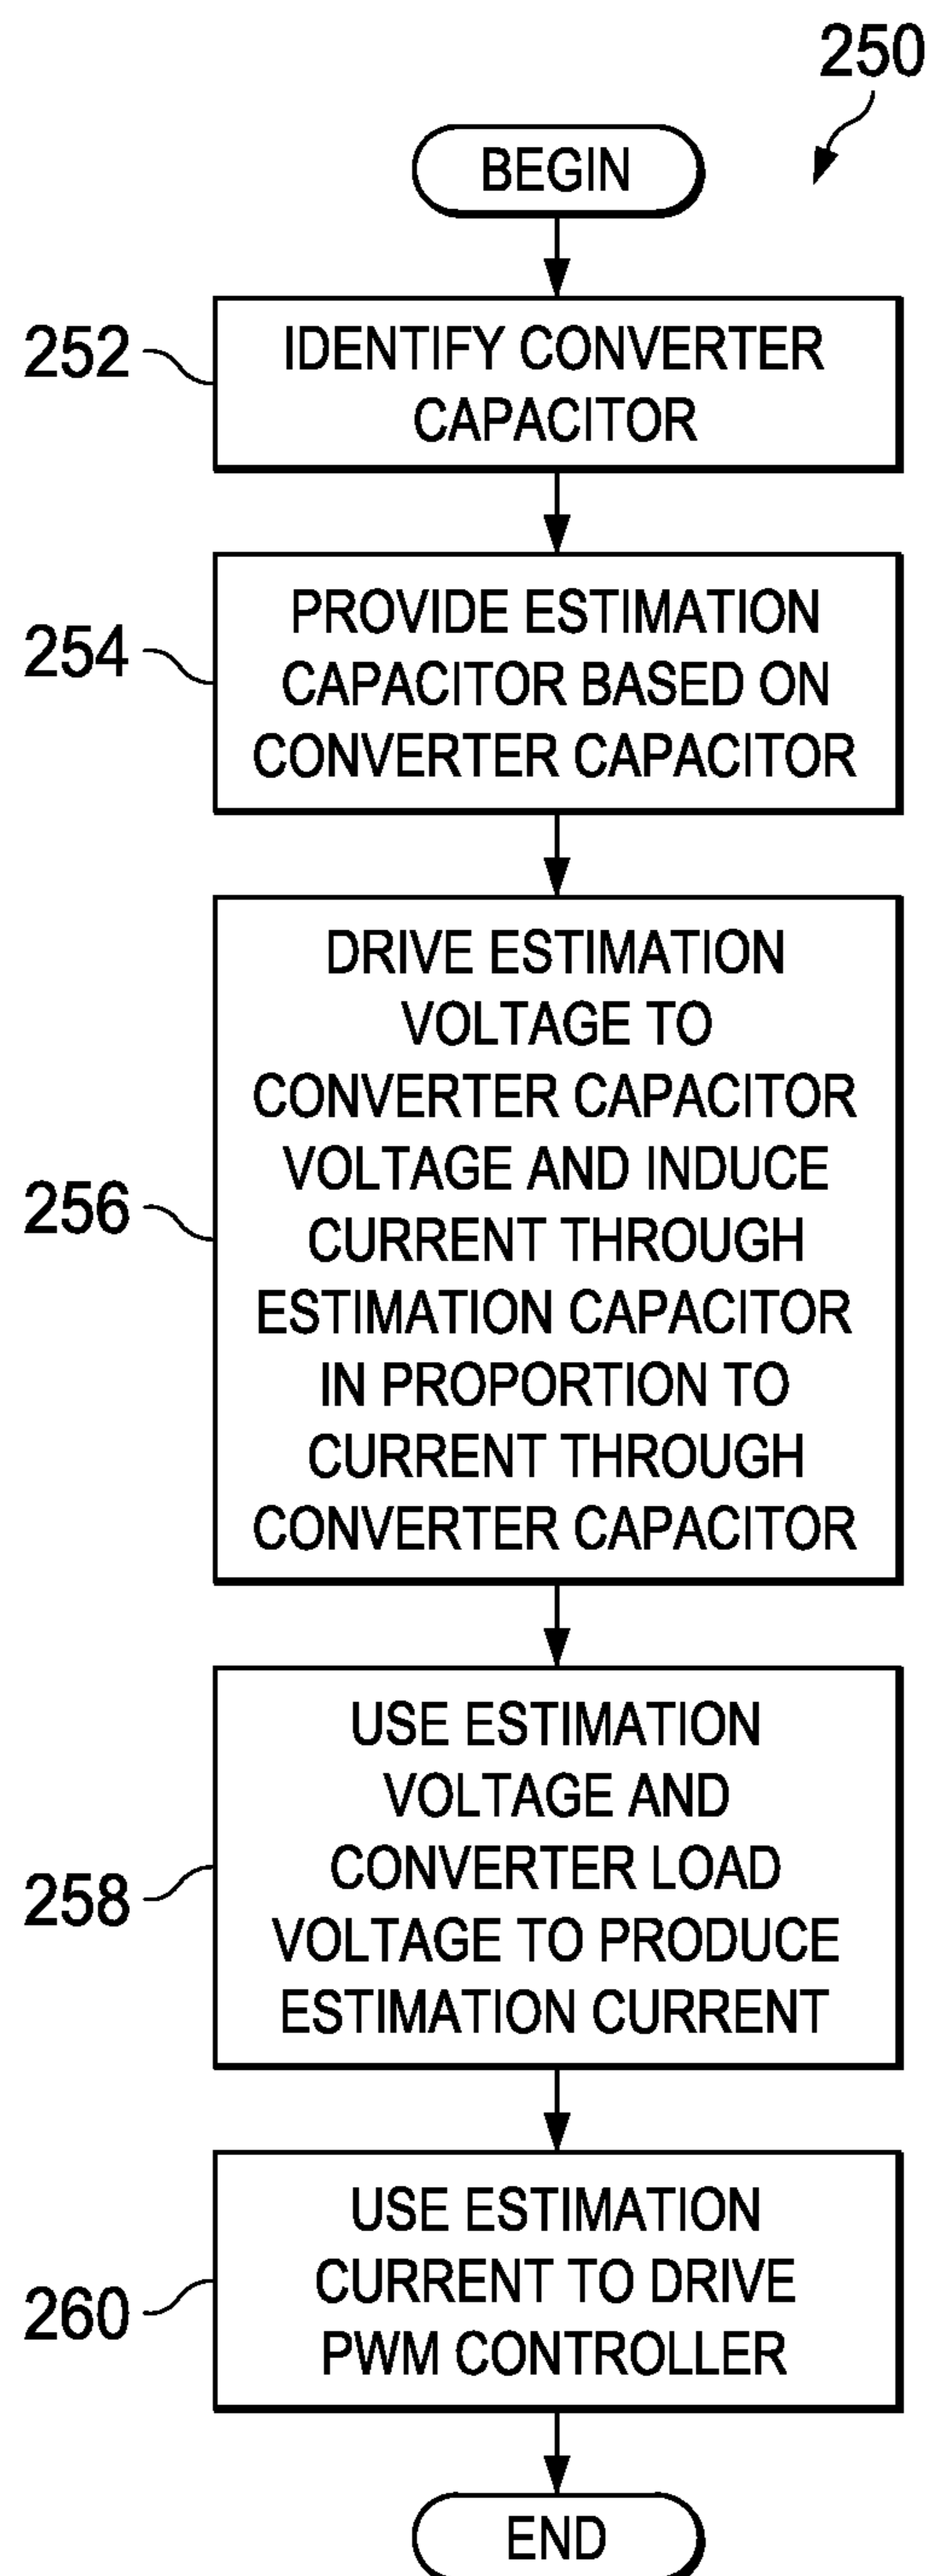 250
BEGIN
252
IDENTIFY CONVERTER
CAPACITOR
254
PROVIDE ESTIMATION
CAPACITOR BASED ON
CONVERTER CAPACITOR
256
DRIVE ESTIMATION
VOLTAGE TO
CONVERTER CAPACITOR
VOLTAGE AND INDUCE
CURRENT THROUGH
ESTIMATION CAPACITOR
IN PROPORTION TO
CURRENT THROUGH
CONVERTER CAPACITOR
258
USE ESTIMATION
VOLTAGE AND
CONVERTER LOAD
VOLTAGE TO PRODUCE
ESTIMATION CURRENT
260
USE ESTIMATION
CURRENT TO DRIVE
PWM CONTROLLER
END